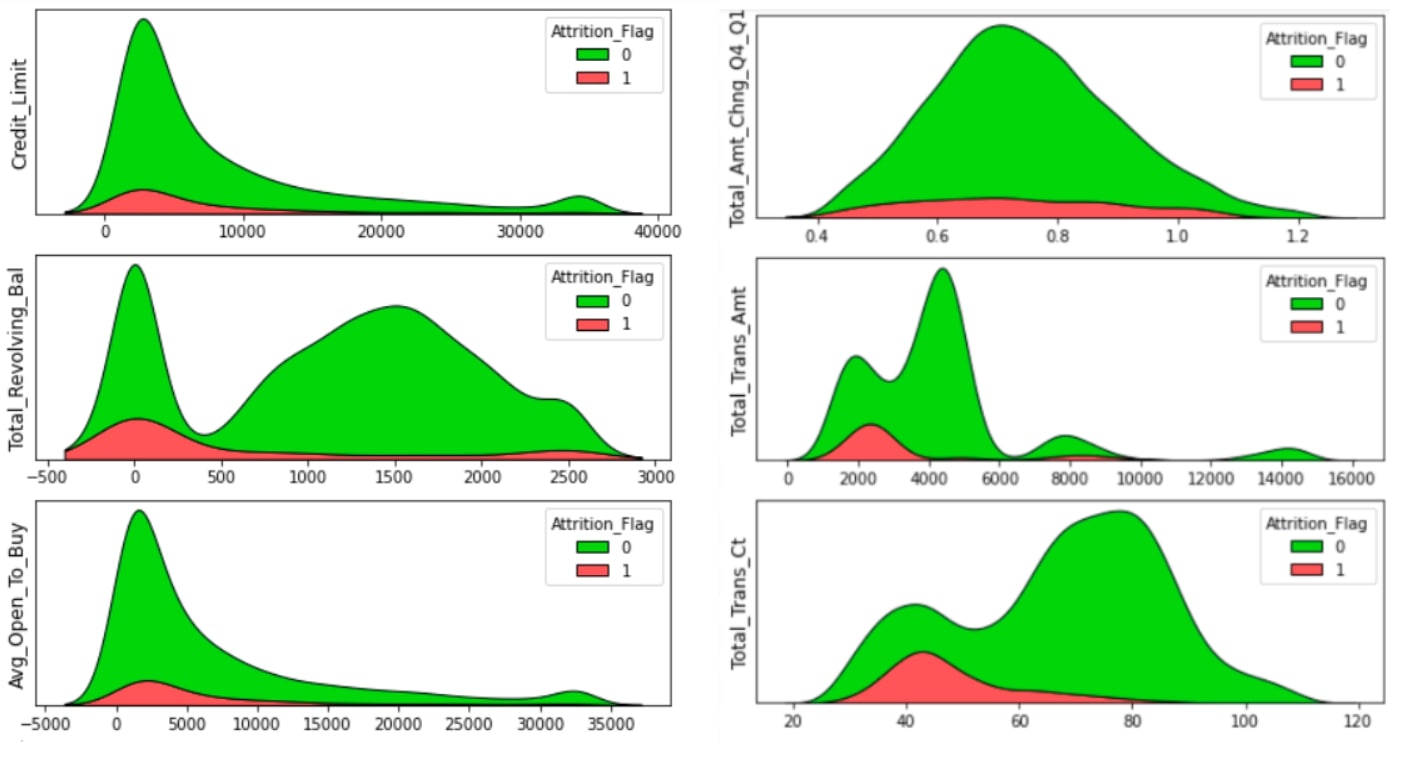 Credit_Limit
Attrition_Flag
0
1
0 10000 20000 30000 40000
Total_Amt_Chng_Q4_Q1
Attrition_Flag
0
1
0.4 0.6 0.8 1.0 1.2
Total_Revolving_Bal
Attrition_Flag
0
1
−500 0 500 1000 1500 2000 2500 3000
Total_Trans_Amt
Attrition_Flag
0
1
0 2000 4000 6000 8000 10000 12000 14000 16000
Avg_Open_To_Buy
Attrition_Flag
0
1
−5000 0 5000 10000 15000 20000 25000 30000 35000
Total_Trans_Ct
Attrition_Flag
0
1
20 40 60 80 100 120